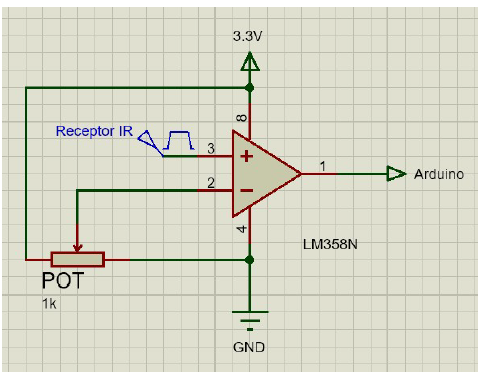 3.3V
8
Receptor IR
3
+
1
Arduino
2
-
4
LM358N
POT
1k
GND